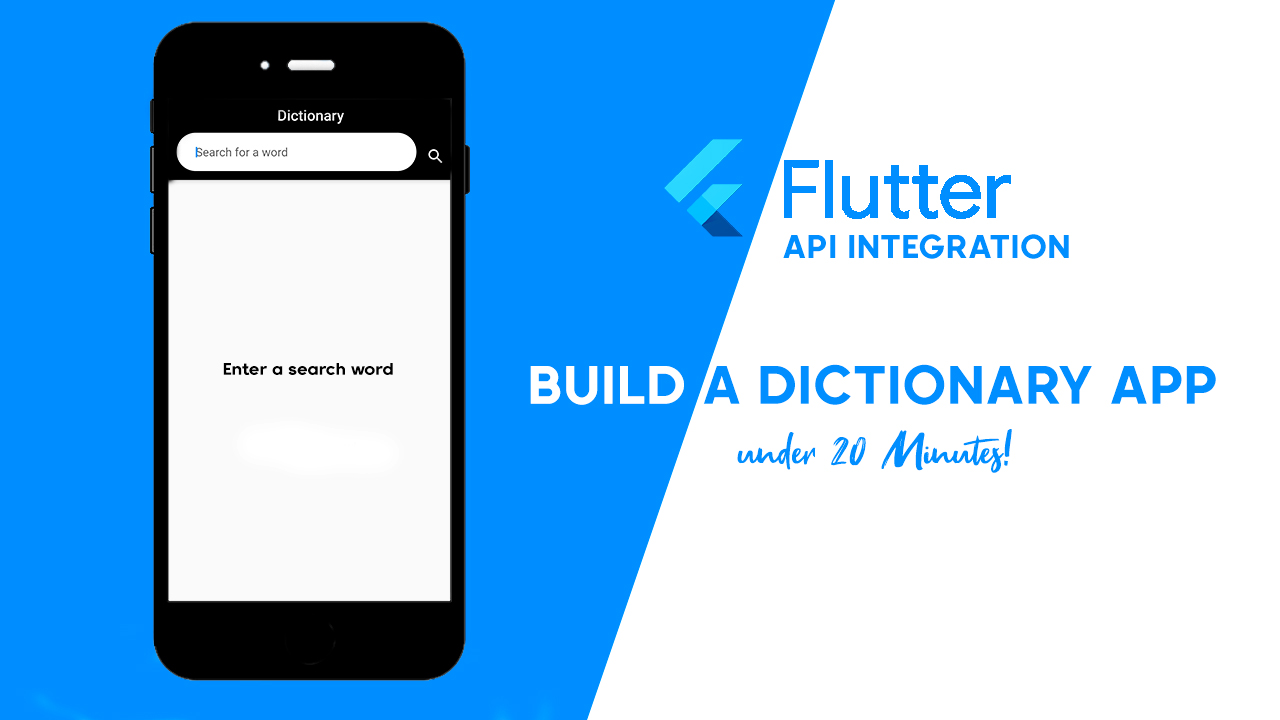 Dictionary
Search for a word
Enter a search word
Flutter
API INTEGRATION
BUILD A DICTIONARY APP
under 20 Minutes!